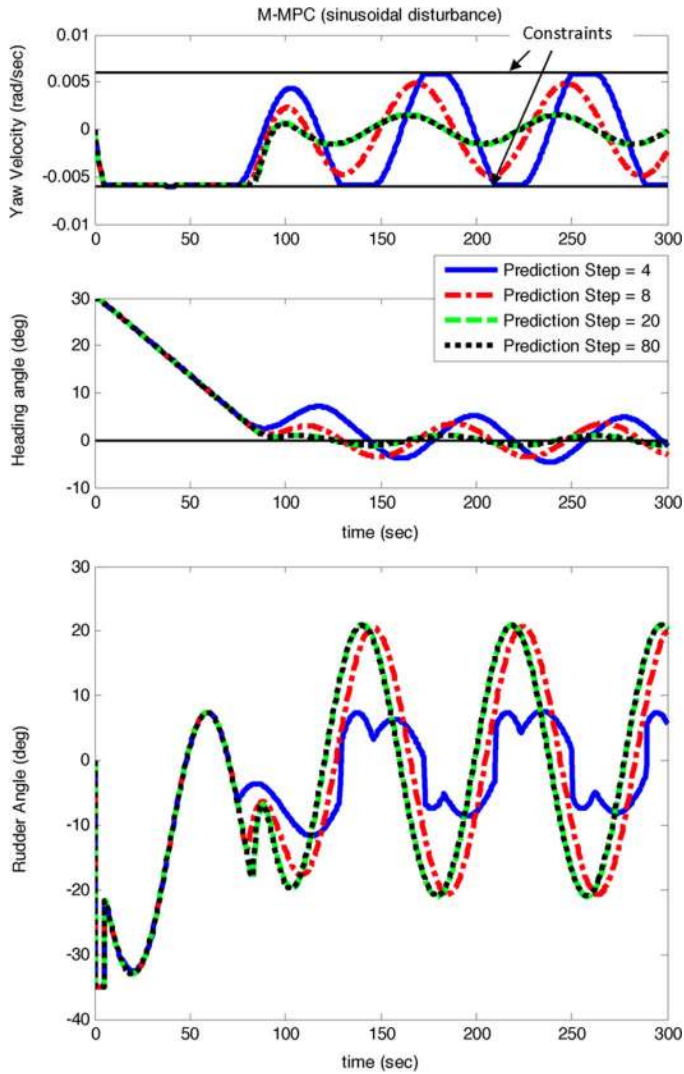 M-MPC (sinusoidal disturbance)
Constraints
Yaw Velocity (rad/sec)
0.01
0.005
0
-0.005
-0.01
0 50 100 150 200 250 300
Prediction Step = 4
Prediction Step = 8
Prediction Step = 20
Prediction Step = 80
Heading angle (deg)
30
20
10
0
-10
0 50 100 150 200 250 300
time (sec)
Rudder Angle (deg)
30
20
10
0
-10
-20
-30
-40
0 50 100 150 200 250 300
time (sec)